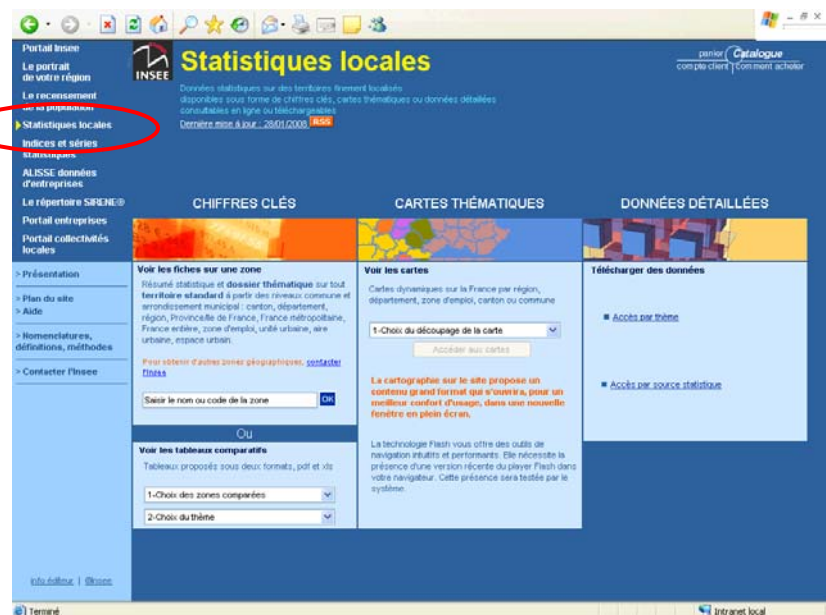 Portail Insee
Le portrait
de votre région
Le recensement
de la population
Statistiques locales
Indices et séries
statistiques
ALISSE données
d'entreprises
Le répertoire SIRENE®
Portail entreprises
Portail collectivités
locales
> Présentation
> Plan du site
> Aide
> Nomenclatures,
définitions, méthodes
> Contacter l'Insee
info éditeur | @insee
INSEE
Statistiques locales
Données statistiques sur des territoires finement localisés
disponibles sous forme de chiffres clés, cartes thématiques ou données détaillées
consultables en ligne ou téléchargeables
Dernière mise à jour : 28/01/2008 RSS
panier Catalogue
compte client comment acheter
CHIFFRES CLÉS
Voir les fiches sur une zone
Résumé statistique et dossier thématique sur tout
territoire standard à partir des niveaux commune et
arrondissement municipal : canton, département,
région, Province/Ile de France, France métropolitaine,
France entière, zone d'emploi, unité urbaine, aire
urbaine, espace urbain.
Pour obtenir d'autres zones géographiques, contacter
l'Insee
Saisir le nom ou code de la zone OK
Ou
Voir les tableaux comparatifs
Tableaux proposés sous deux formats, pdf et xls
1-Choix des zones comparées
2-Choix du thème
CARTES THÉMATIQUES
Voir les cartes
Cartes dynamiques sur la France par région,
département, zone d'emploi, canton ou commune
1-Choix du découpage de la carte
Accéder aux cartes
La cartographie sur le site propose un
contenu grand format qui s'ouvrira, pour un
meilleur confort d'usage, dans une nouvelle
fenêtre en plein écran.
La technologie Flash vous offre des outils de
navigation intuitifs et performants. Elle nécessite la
présence d'une version récente du player Flash dans
votre navigateur. Cette présence sera testée par le
système.
DONNÉES DÉTAILLÉES
Télécharger des données
Accès par thème
Accès par source statistique
Terminé
Intranet local